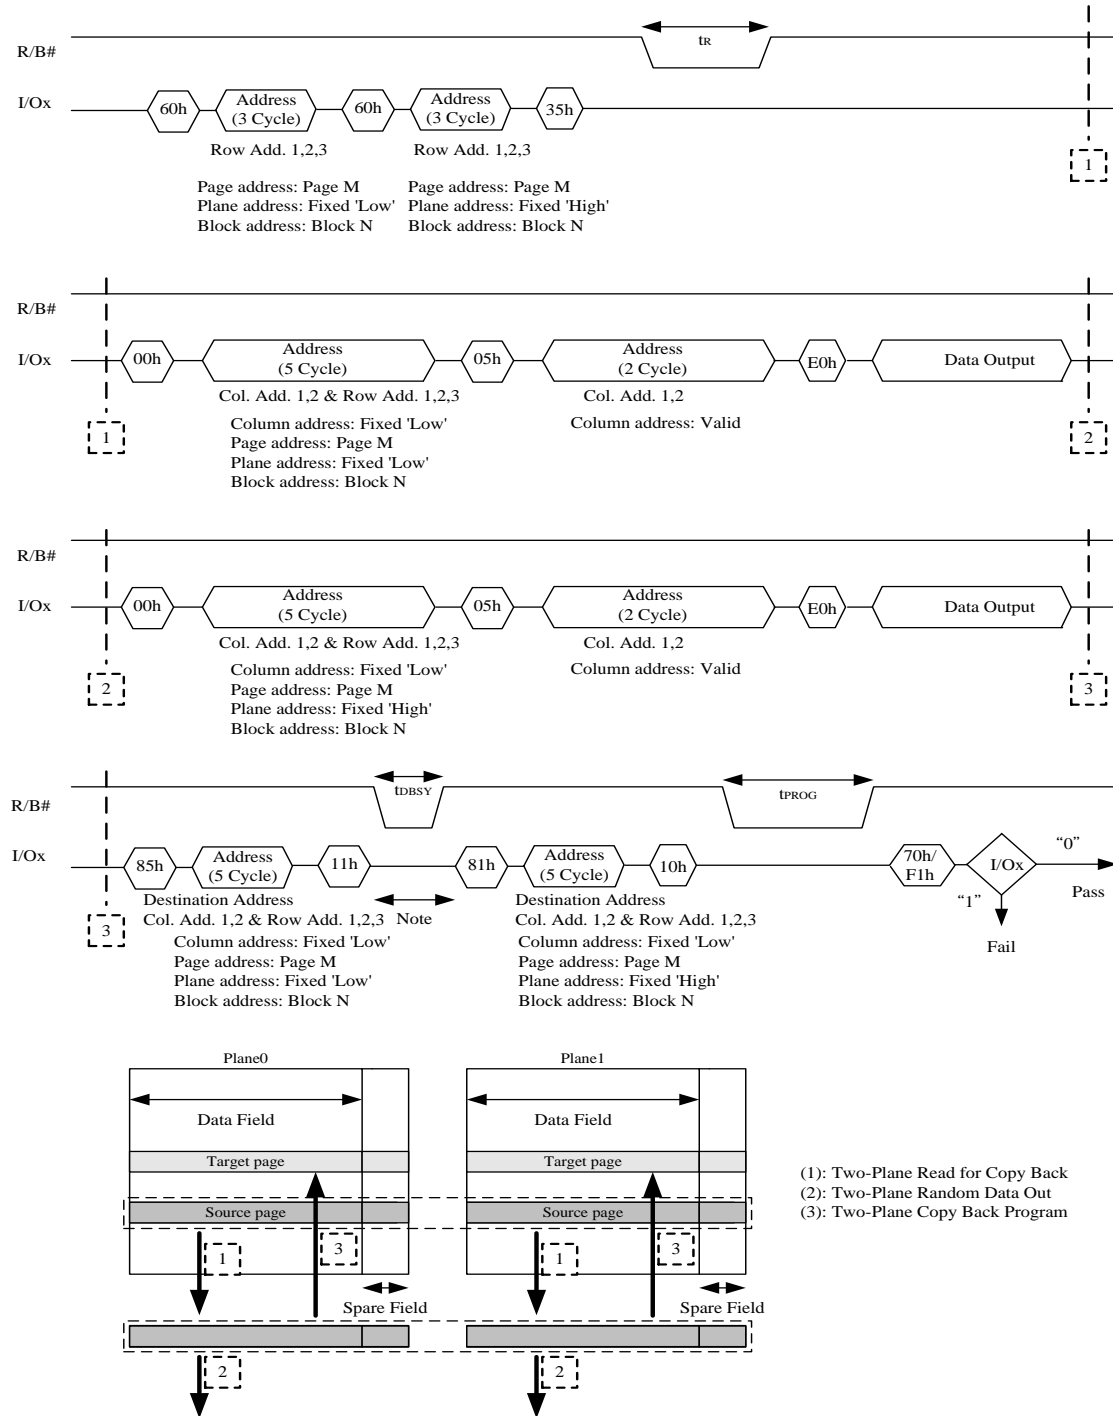 tR
R/B#
I/Ox
60h
Address
(3 Cycle)
60h
Address
(3 Cycle)
35h
Row Add. 1,2,3
Row Add. 1,2,3
1
Page address: Page M
Plane address: Fixed 'Low'
Block address: Block N
Page address: Page M
Plane address: Fixed 'High'
Block address: Block N
R/B#
I/Ox
00h
Address
(5 Cycle)
05h
Address
(2 Cycle)
E0h
Data Output
Col. Add. 1,2 & Row Add. 1,2,3
Col. Add. 1,2
1
Column address: Fixed 'Low'
Page address: Page M
Plane address: Fixed 'Low'
Block address: Block N
Column address: Valid
2
R/B#
I/Ox
00h
Address
(5 Cycle)
05h
Address
(2 Cycle)
E0h
Data Output
Col. Add. 1,2 & Row Add. 1,2,3
Col. Add. 1,2
2
Column address: Fixed 'Low'
Page address: Page M
Plane address: Fixed 'High'
Block address: Block N
Column address: Valid
3
tDBSY
tPROG
R/B#
I/Ox
85h
Address
(5 Cycle)
11h
81h
Address
(5 Cycle)
10h
70h/
F1h
I/Ox
“0”
Pass
“1”
Fail
Destination Address
Col. Add. 1,2 & Row Add. 1,2,3
Note
Destination Address
Col. Add. 1,2 & Row Add. 1,2,3
3
Column address: Fixed 'Low'
Page address: Page M
Plane address: Fixed 'Low'
Block address: Block N
Column address: Fixed 'Low'
Page address: Page M
Plane address: Fixed 'High'
Block address: Block N
Plane0
Plane1
Data Field
Data Field
Target page
Target page
Source page
Source page
1
3
1
3
Spare Field
Spare Field
2
2
(1): Two-Plane Read for Copy Back
(2): Two-Plane Random Data Out
(3): Two-Plane Copy Back Program